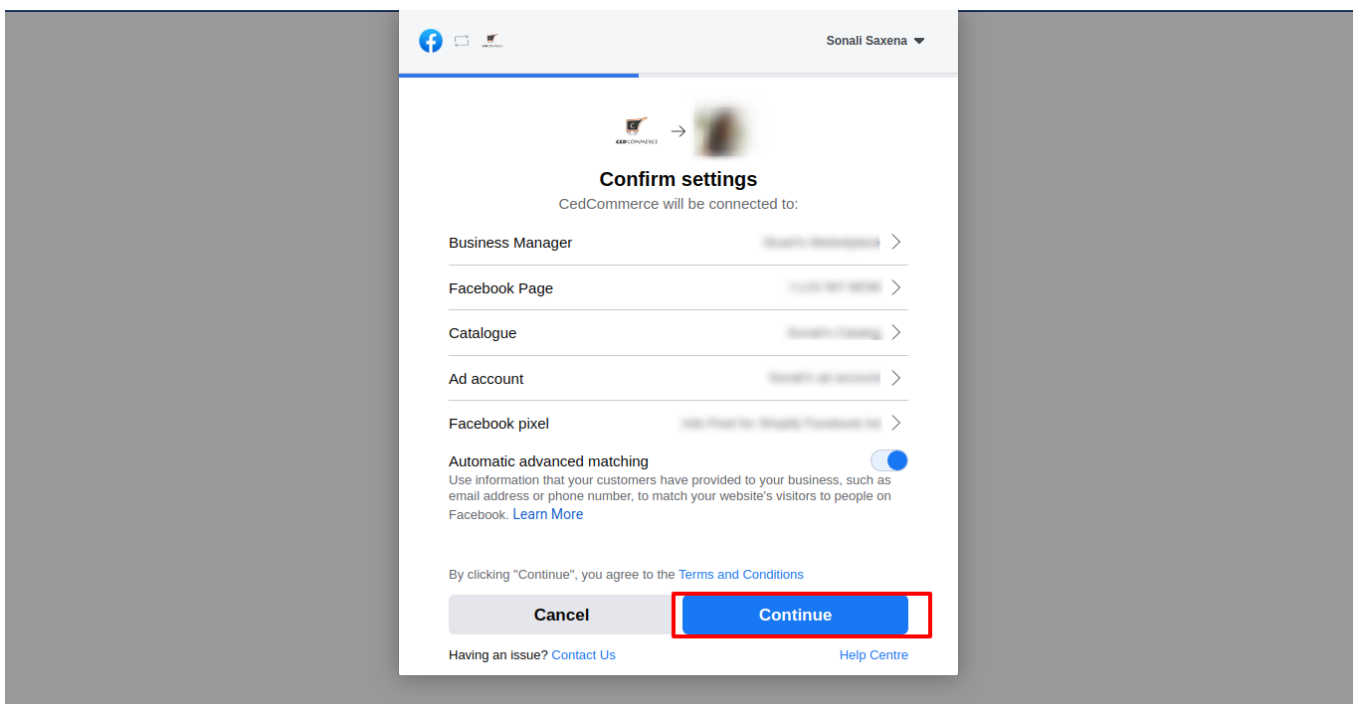 Sonali Saxena
CEDCOMMERCE
Confirm settings
CedCommerce will be connected to:
Business Manager
Facebook Page
Catalogue
Ad account
Facebook pixel
Automatic advanced matching
Use information that your customers have provided to your business, such as
email address or phone number, to match your website's visitors to people on
Facebook. Learn More
By clicking "Continue", you agree to the Terms and Conditions
Cancel Continue
Having an issue? Contact Us Help Centre